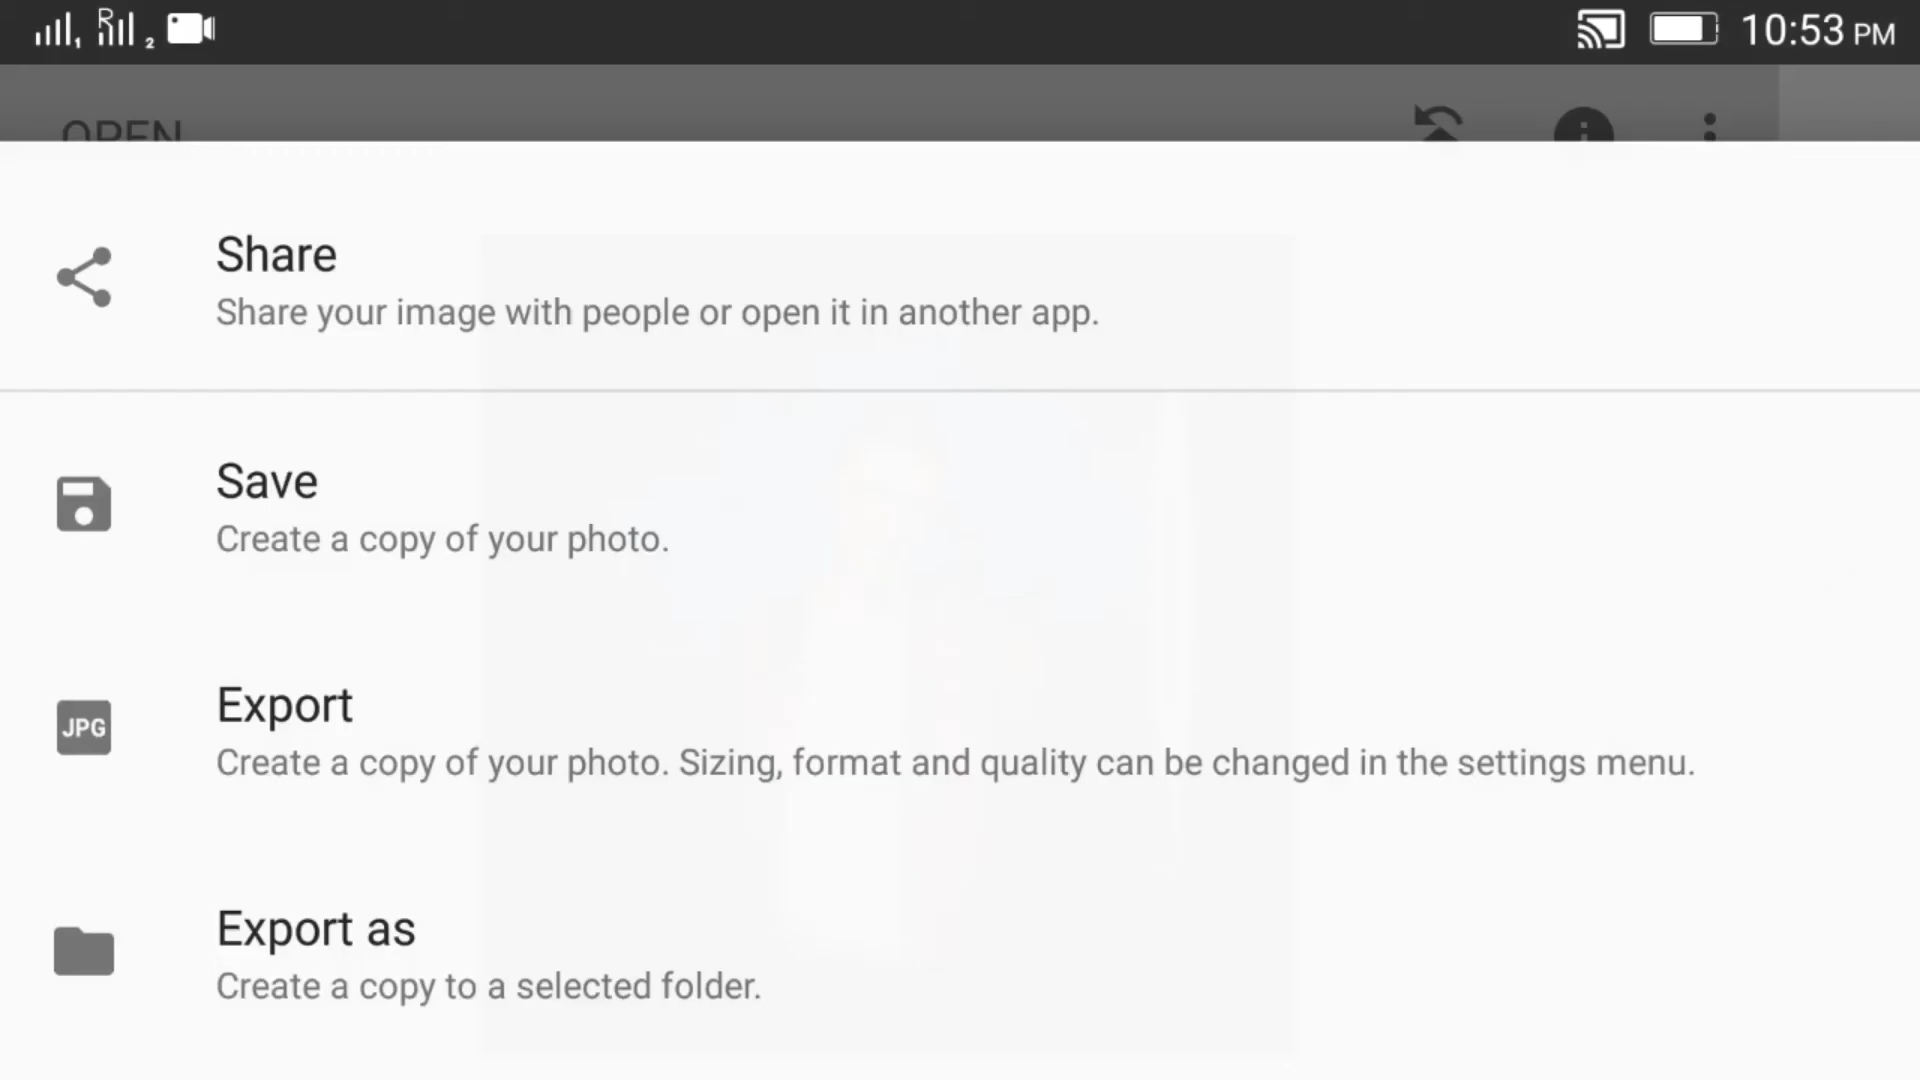 10:53 PM
OPEN
Share
Share your image with people or open it in another app.
Save
Create a copy of your photo.
JPG
Export
Create a copy of your photo. Sizing, format and quality can be changed in the settings menu.
Export as
Create a copy to a selected folder.